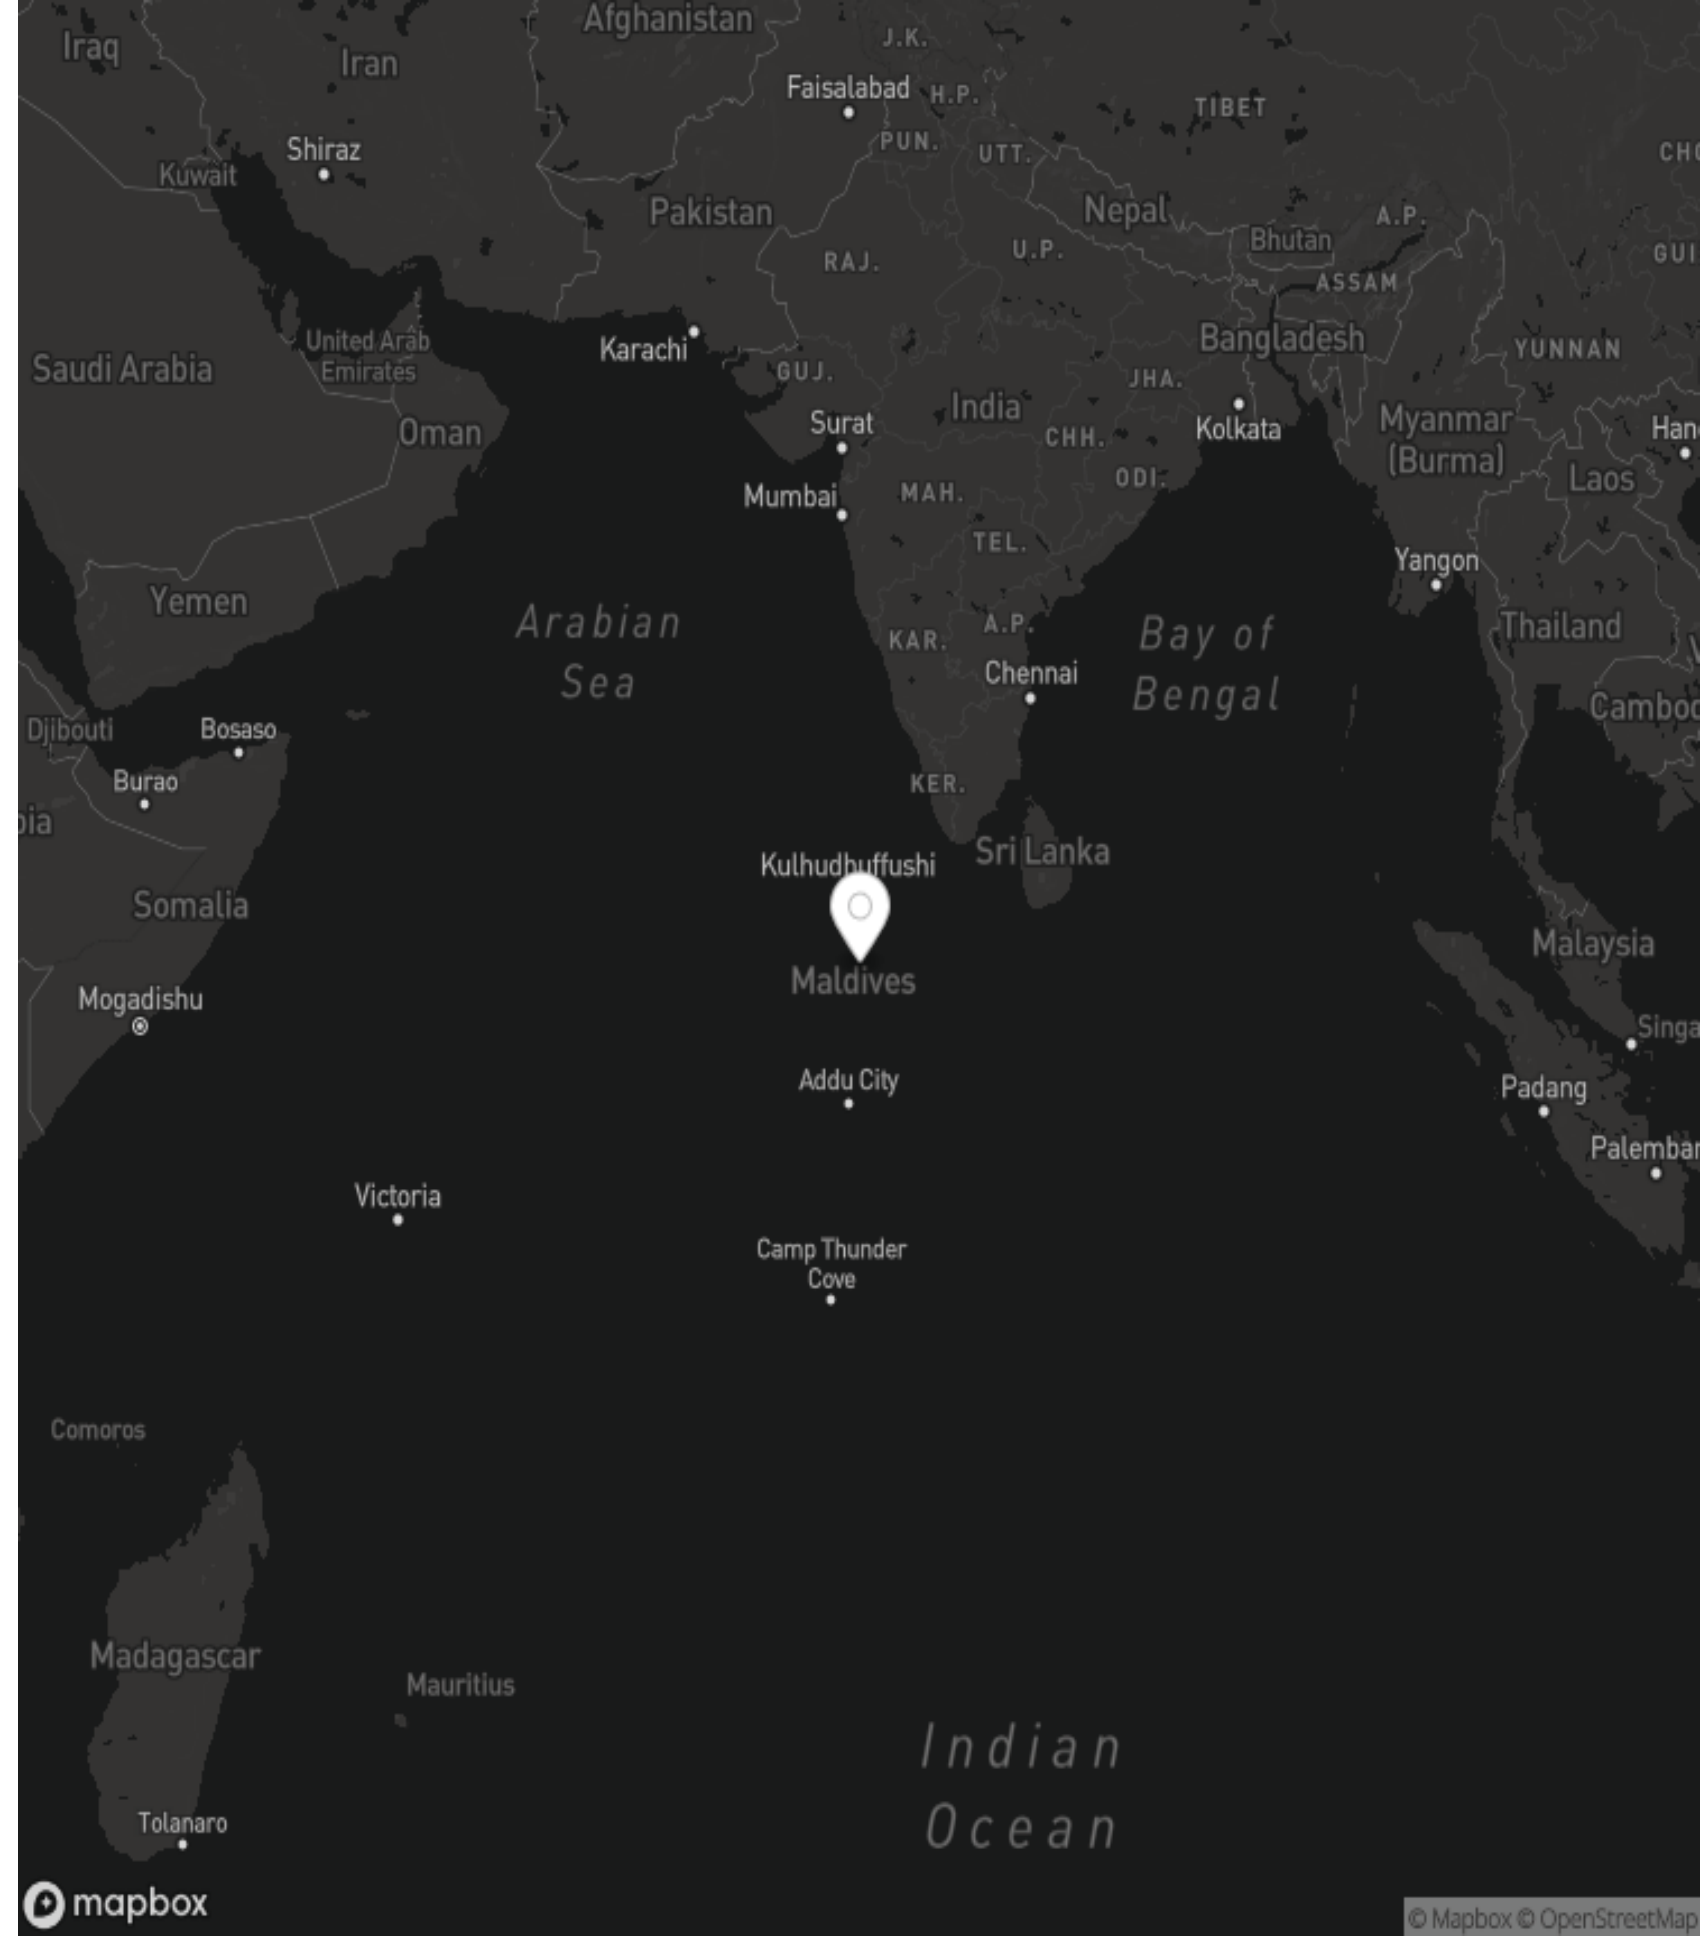 Afghanistan
Iraq
Iran
J.K.
Faisalabad
H.P.
TIBET
Shiraz
PUN.
UTT.
Kuwait
Pakistan
Nepal
A.P.
Bhutan
RAJ.
U.P.
ASSAM
United Arab
Emirates
Bangladesh
Karachi
YUNNAN
Saudi Arabia
GUJ.
JHA.
India
Surat
Oman
CHH.
Kolkata
Myanmar
(Burma)
Laos
ODI.
Mumbai
MAH.
TEL.
Yangon
Yemen
Arabian
Sea
A.P.
KAR.
Bay of
Bengal
Thailand
Chennai
Djibouti
Bosaso
Burao
KER.
Sri Lanka
Kulhudhuffushi
Somalia
Malaysia
Maldives
Mogadishu
Addu City
Padang
Victoria
Camp Thunder
Cove
Comoros
Madagascar
Mauritius
Indian
Ocean
Tolanaro
mapbox
© Mapbox © OpenStreetMap